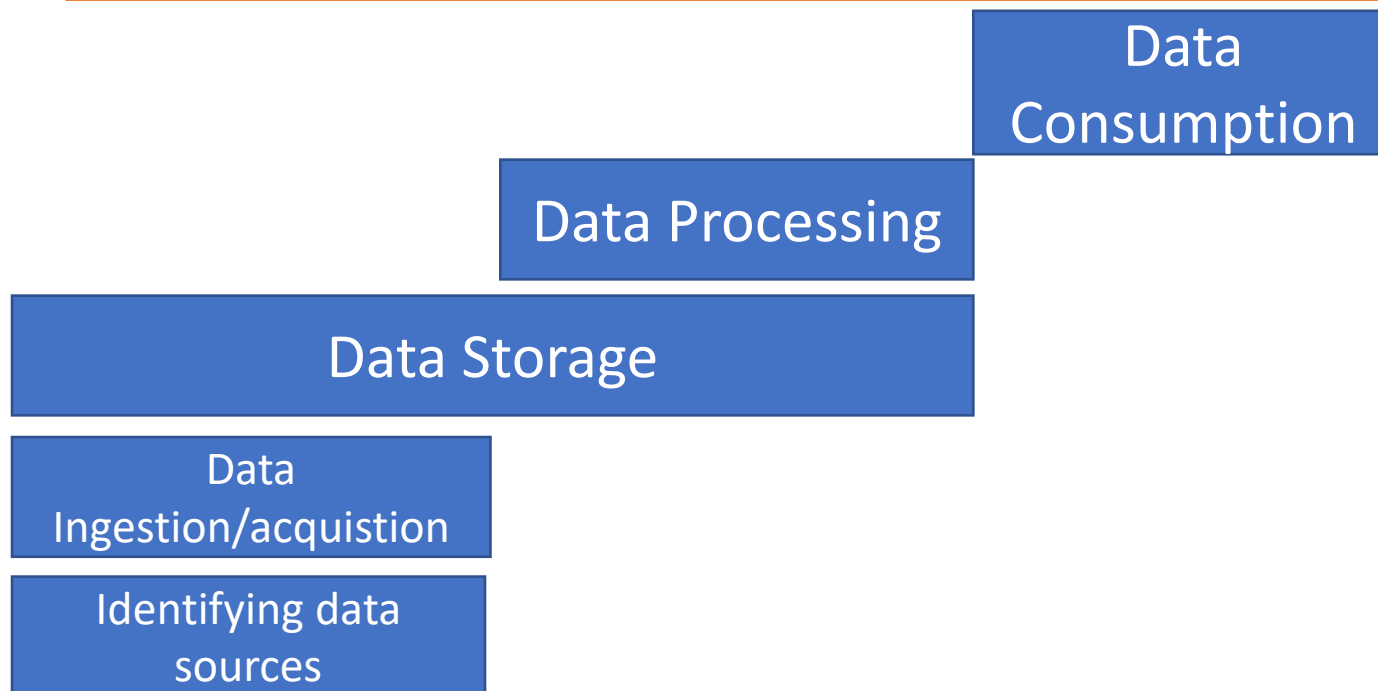 Data
Consumption
Data Processing
Data Storage
Data
Ingestion/acquistion
Identifying data
sources